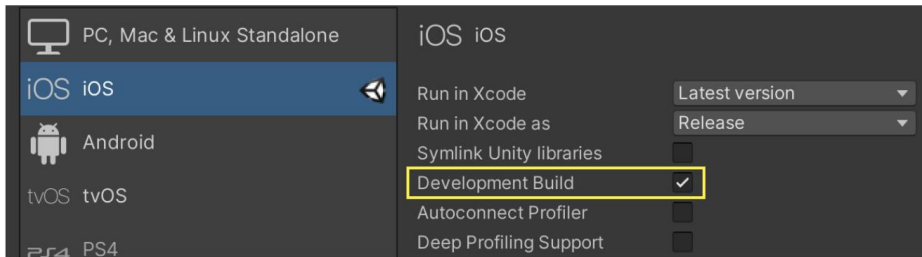 PC, Mac & Linux Standalone
iOS iOS
Android
tvOS tvOS
PS4 PS4
iOS iOS
Run in Xcode Latest version
Run in Xcode as Release
Symlink Unity libraries
Development Build
Autoconnect Profiler
Deep Profiling Support